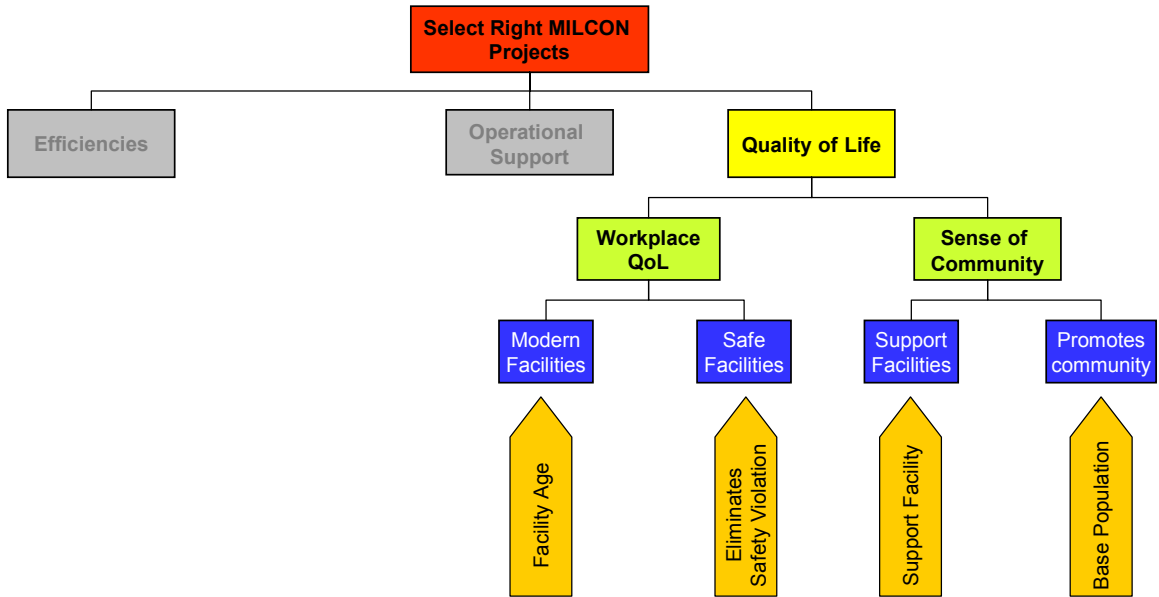 Select Right MILCON
Projects
Efficiencies
Operational
Support
Quality of Life
Workplace
QoL
Sense of
Community
Modern
Facilities
Safe
Facilities
Support
Facilities
Promotes
community
Facility Age
Eliminates
Safety Violation
Support Facility
Base Population